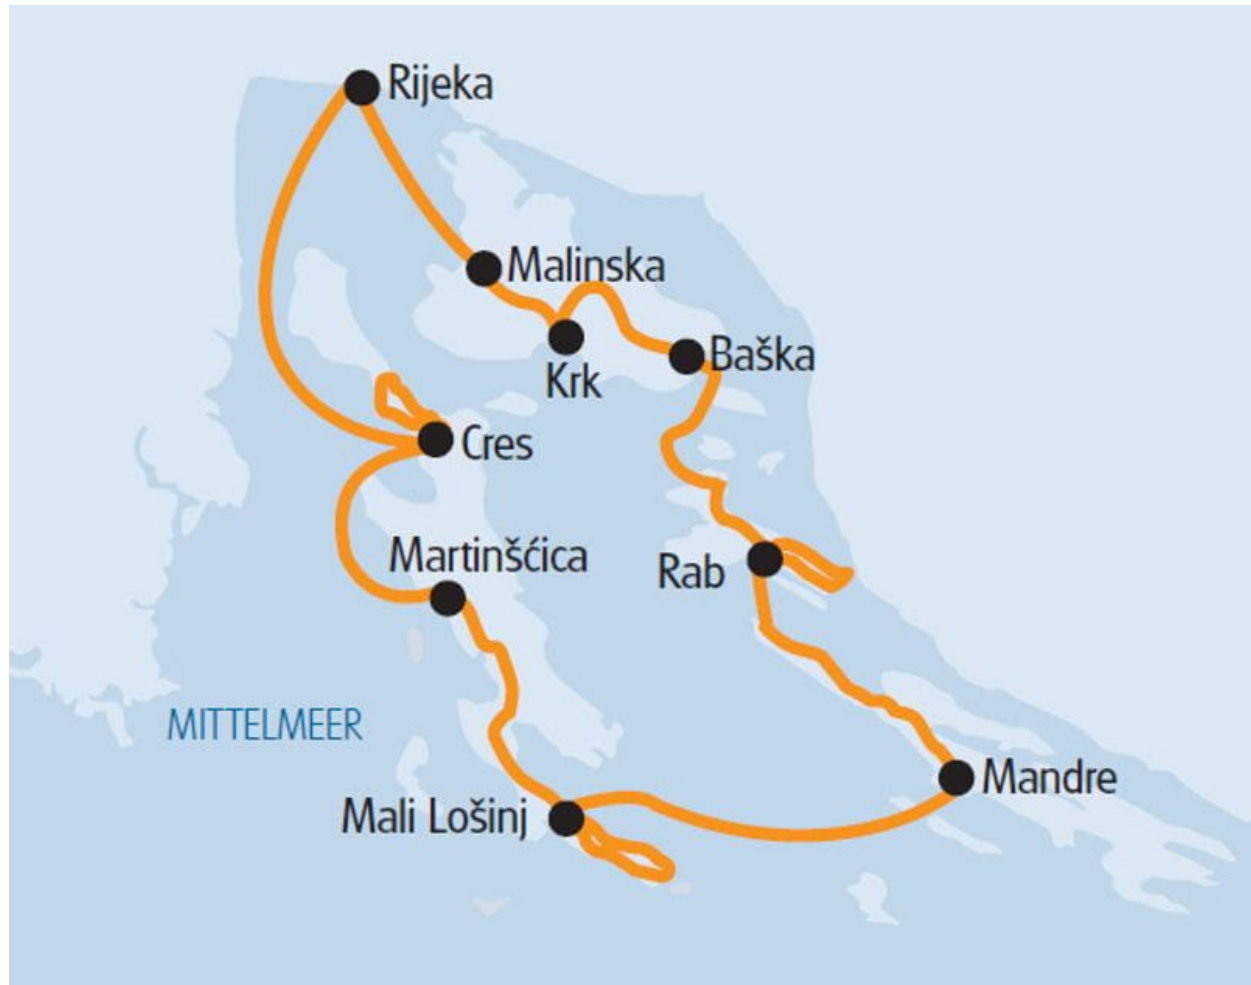 Rijeka
Malinska
Krk
Baška
Cres
Martinšćica
Rab
MITTELMEER
Mandre
Mali Lošinj